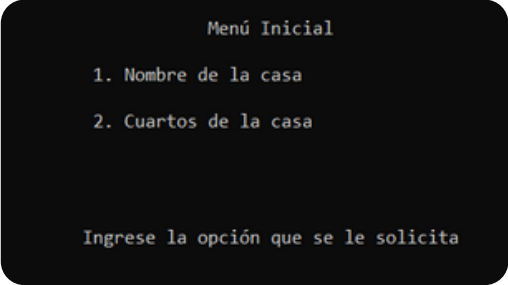 Menú Inicial
1. Nombre de la casa
2. Cuartos de la casa
Ingrese la opción que se le solicita